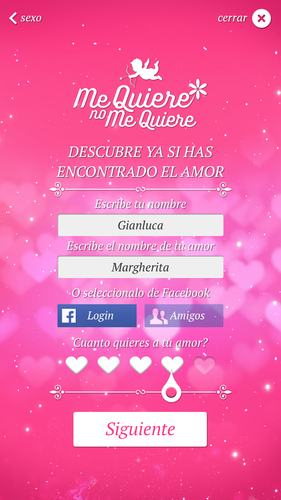 sexo
cerrar
Me Quiere
no
Me Quiere
DESCUBRE YA SI HAS
ENCONTRADO EL AMOR
Escribe tu nombre
Gianluca
Escribe el nombre de tu amor
Margherita
O seleccionalo de Facebook
Login
Amigos
Cuanto quieres a tu amor?
Siguiente